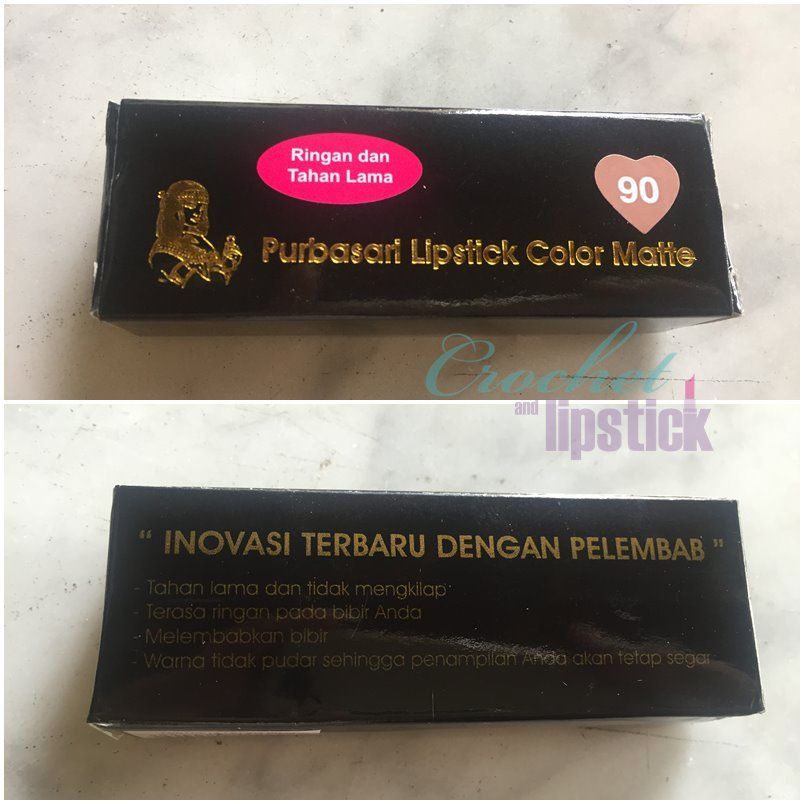 Ringan dan
Tahan Lama
90
Purbasari Lipstick Color Matte
Crochet
and lipstick
“ INOVASI TERBARU DENGAN PELEMBAB ”
- Tahan lama dan tidak mengkilap
- Terasa ringan pada bibir Anda
- Melembabkan bibir
- Warna tidak pudar sehingga penampilan Anda akan tetap segar